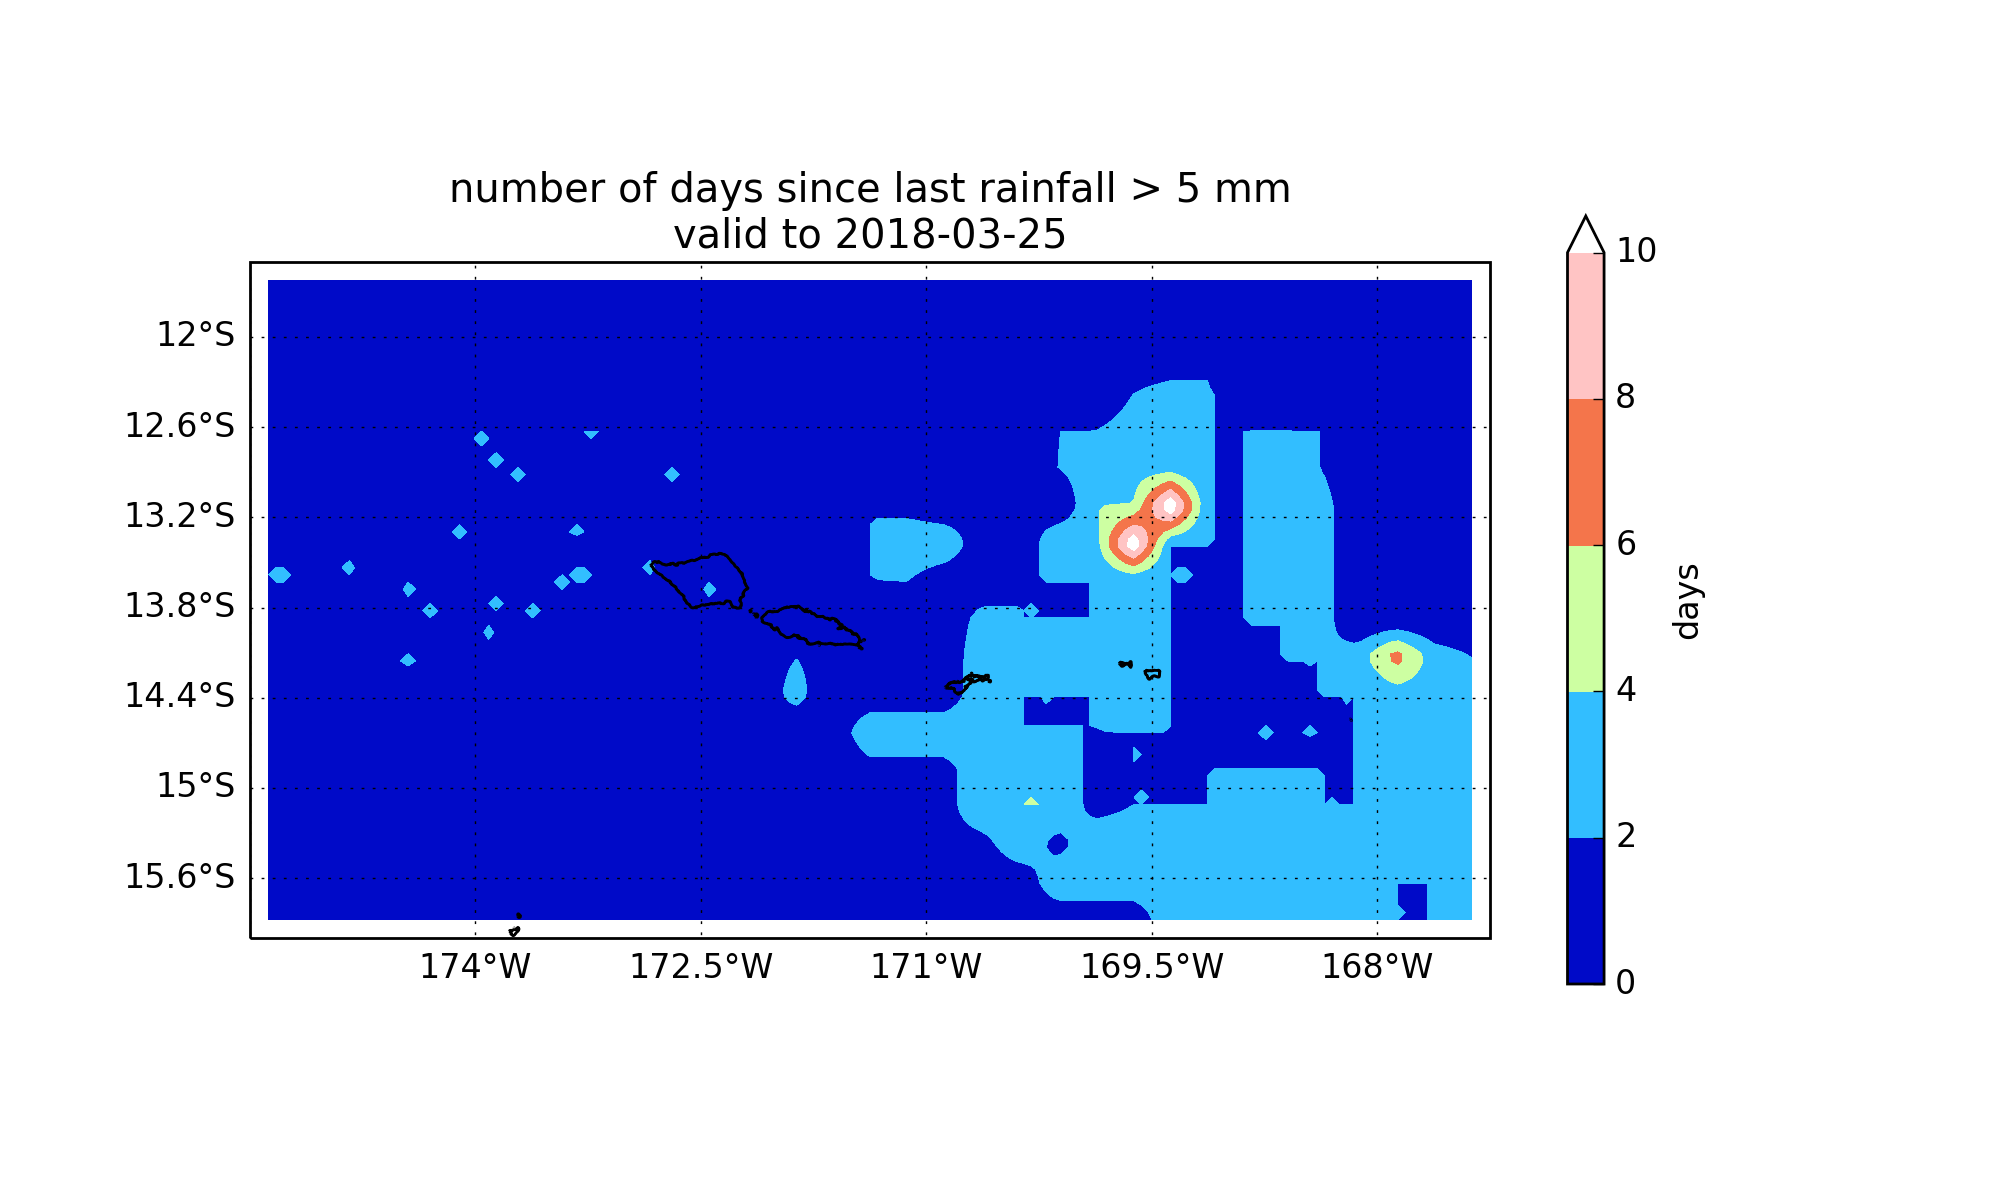 number of days since last rainfall > 5 mm
valid to 2018-03-25
12°S
12.6°S
13.2°S
13.8°S
14.4°S
15°S
15.6°S
174°W
172.5°W
171°W
169.5°W
168°W
10
8
6
4
2
0
days